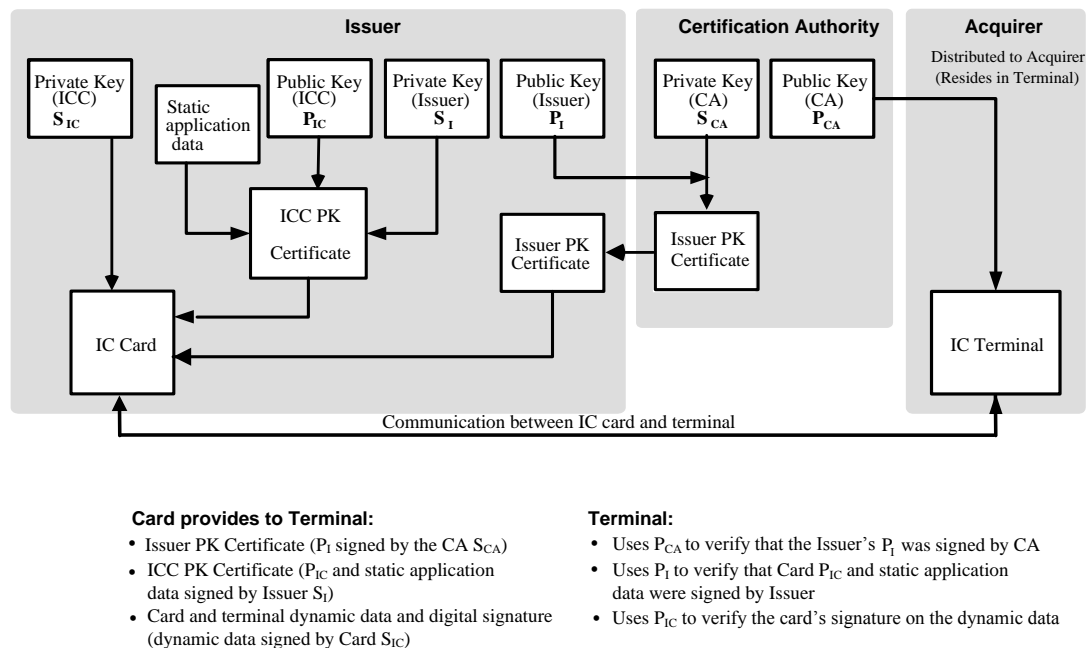 Issuer
Certification Authority
Acquirer
Distributed to Acquirer
(Resides in Terminal)
Private Key
(ICC)
S IC
Static
application
data
Public Key
(ICC)
P IC
Private Key
(Issuer)
S I
Public Key
(Issuer)
P I
Private Key
(CA)
S CA
Public Key
(CA)
P CA
ICC PK
Certificate
Issuer PK
Certificate
Issuer PK
Certificate
IC Card
IC Terminal
Communication between IC card and terminal
Card provides to Terminal:
• Issuer PK Certificate (PI signed by the CA SCA)
• ICC PK Certificate (PIC and static application
data signed by Issuer SI)
• Card and terminal dynamic data and digital signature
(dynamic data signed by Card SIC)
Terminal:
• Uses PCA to verify that the Issuer’s PI was signed by CA
• Uses PI to verify that Card PIC and static application
data were signed by Issuer
• Uses PIC to verify the card’s signature on the dynamic data